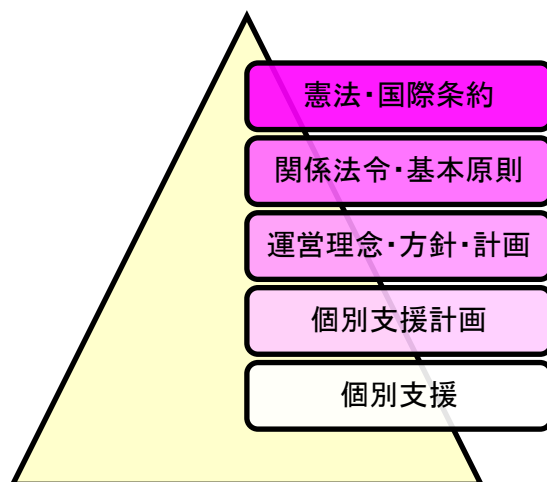 憲法・国際条約
関係法令・基本原則
運営理念・方針・計画
個別支援計画
個別支援